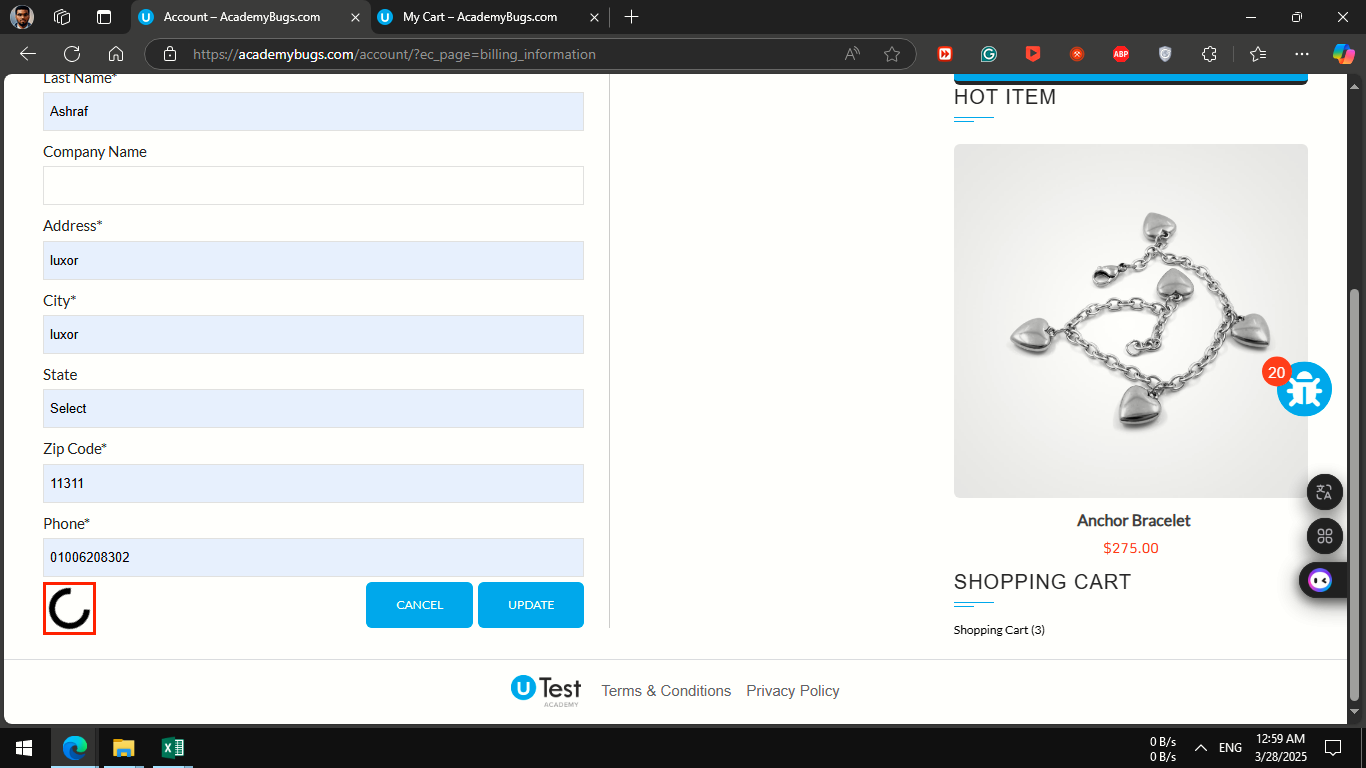 Account – AcademyBugs.com
My Cart – AcademyBugs.com
https://academybugs.com/account/?ec_page=billing_information
ABP
Last Name*
Ashraf
Company Name
Address*
luxor
City*
luxor
State
Select
Zip Code*
11311
Phone*
01006208302
CANCEL
UPDATE
HOT ITEM
20
Anchor Bracelet
$275.00
SHOPPING CART
Shopping Cart (3)
U Test
ACADEMY
Terms & Conditions
Privacy Policy
0 B/s
0 B/s
ENG
12:59 AM
3/28/2025